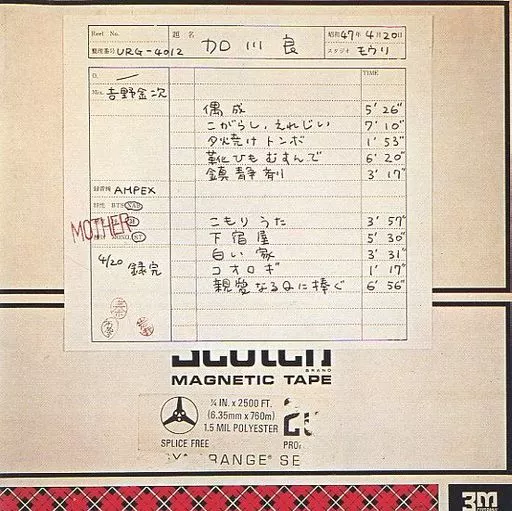 Reel No.
題名 加川良
昭和47年4月20日
整理番号 URG-4012
スタジオ モウリ
TIME
Mix. 吉野金次
偶成 5'26"
こがらし,えれじい 7'10"
夕焼けトンボ 1'53"
靴ひもむすんで 6'20"
鎮静剤 3'17"
録音機 AMPEX
BTS NAB
MOTHER
こもりうた 3'57"
下宿屋 5'30"
白い家 3'31"
4/20 録完
コオロギ 1'17"
親愛なるQに捧ぐ 6'56"
Scotch
BRAND
MAGNETIC TAPE
¼ IN. x 2500 FT.
(6.35mm x 760m)
1.5 MIL POLYESTER
SPLICE FREE
RANGE® SE
3M
COMPANY